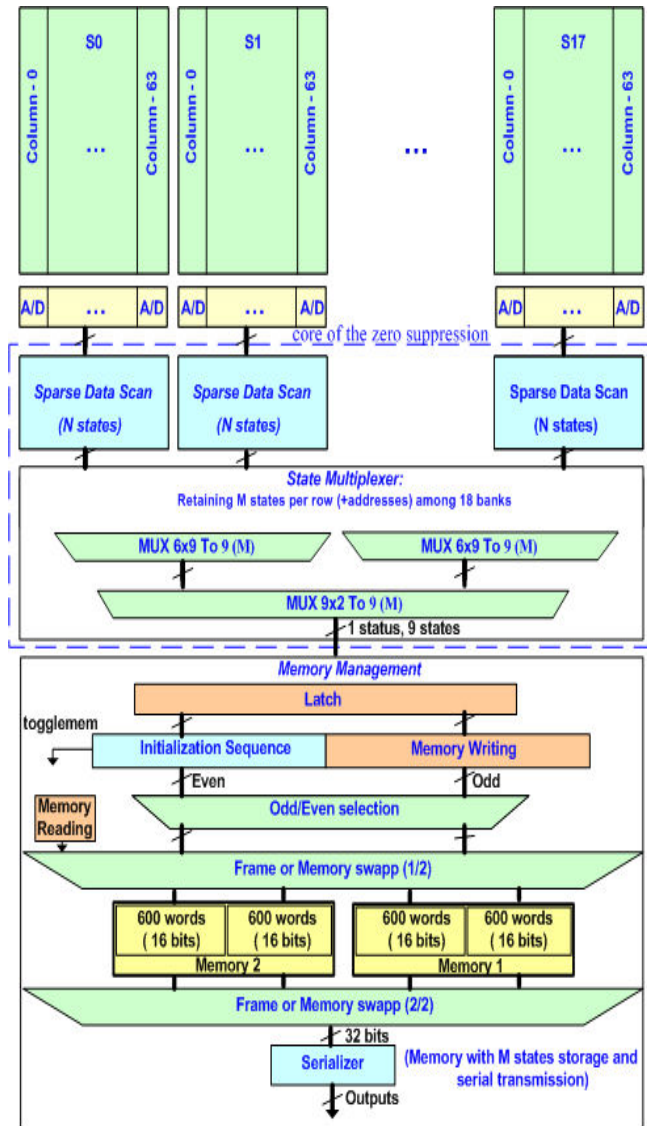 S0 S1 S17
Column - 0 Column - 63 Column - 0 Column - 63 Column - 0 Column - 63
... ... ... ...
A/D ... A/D A/D ... A/D A/D ... A/D
core of the zero suppression
Sparse Data Scan Sparse Data Scan Sparse Data Scan
(N states) (N states) (N states)
State Multiplexer:
Retaining M states per row (+addresses) among 18 banks
MUX 6x9 To 9 (M) MUX 6x9 To 9 (M)
MUX 9x2 To 9 (M)
1 status, 9 states
Memory Management
Latch
togglemem
Initialization Sequence Memory Writing
Even Odd
Memory
Reading
Odd/Even selection
Frame or Memory swapp (1/2)
600 words 600 words 600 words 600 words
( 16 bits) ( 16 bits) ( 16 bits) ( 16 bits)
Memory 2 Memory 1
Frame or Memory swapp (2/2)
32 bits
Serializer
(Memory with M states storage and
serial transmission)
Outputs